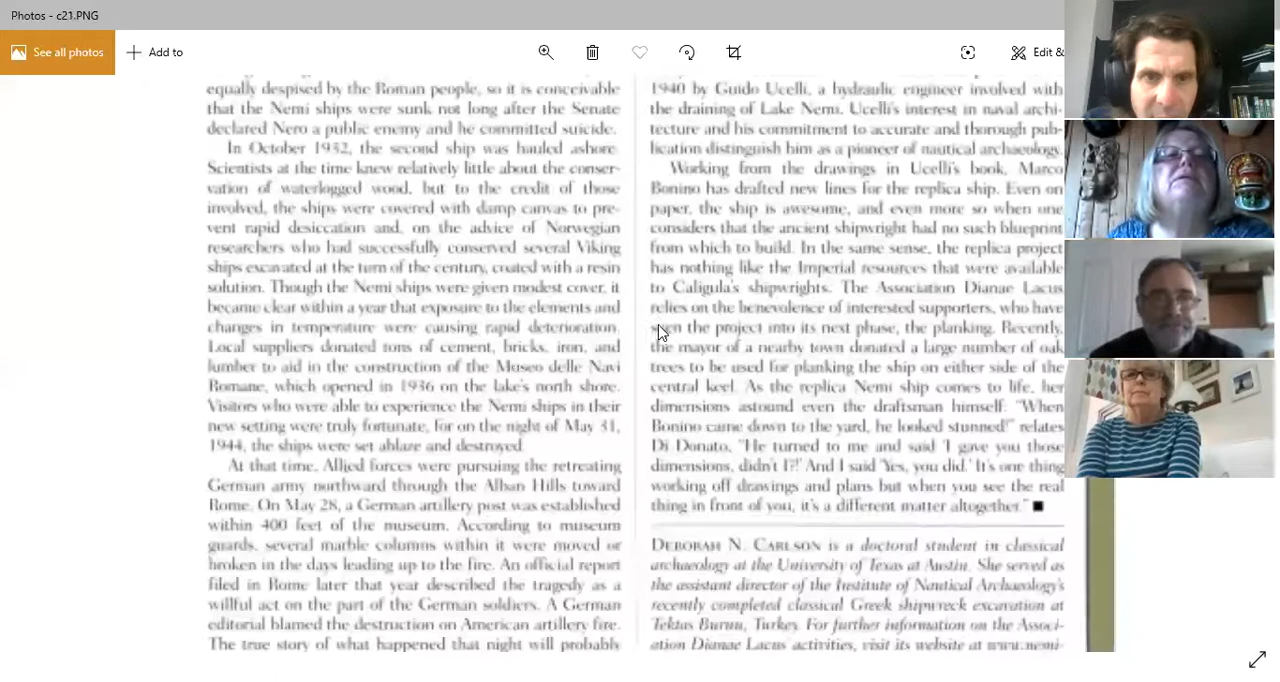 Photos - c21.PNG
See all photos
Add to
Edit &
equally despised by the Roman people, so it is conceivable
that the Nemi ships were sunk not long after the Senate
declared Nero a public enemy and he committed suicide.
In October 1932, the second ship was hauled ashore.
Scientists at the time knew relatively little about the conser-
vation of waterlogged wood, but to the credit of those
involved, the ships were covered with damp canvas to pre-
vent rapid desiccation and, on the advice of Norwegian
researchers who had successfully conserved several Viking
ships excavated at the turn of the century, coated with a resin
solution. Though the Nemi ships were given modest cover, it
became clear within a year that exposure to the elements and
changes in temperature were causing rapid deterioration.
Local suppliers donated tons of cement, bricks, iron, and
lumber to aid in the construction of the Museo delle Navi
Romane, which opened in 1936 on the lake's north shore.
Visitors who were able to experience the Nemi ships in their
new setting were truly fortunate, for on the night of May 31,
1944, the ships were set ablaze and destroyed.
At that time, Allied forces were pursuing the retreating
German army northward through the Alban Hills toward
Rome. On May 28, a German artillery post was established
within 400 feet of the museum. According to museum
guards, several marble columns within it were moved or
broken in the days leading up to the fire. An official report
filed in Rome later that year described the tragedy as a
willful act on the part of the German soldiers. A German
editorial blamed the destruction on American artillery fire.
The true story of what happened that night will probably
1940 by Guido Ucelli, a hydraulic engineer involved with
the draining of Lake Nemi. Ucelli's interest in naval archi-
tecture and his commitment to accurate and thorough pub-
lication distinguish him as a pioneer of nautical archaeology.
Working from the drawings in Ucelli's book, Marco
Bonino has drafted new lines for the replica ship. Even on
paper, the ship is awesome, and even more so when one
considers that the ancient shipwright had no such blueprint
from which to build. In the same sense, the replica project
has nothing like the Imperial resources that were available
to Caligula's shipwrights. The Association Dianae Lacus
relies on the benevolence of interested supporters, who have
seen the project into its next phase, the planking. Recently,
the mayor of a nearby town donated a large number of oak
trees to be used for planking the ship on either side of the
central keel. As the replica Nemi ship comes to life, her
dimensions astound even the draftsman himself. "When
Bonino came down to the yard, he looked stunned!" relates
Di Donato, "He turned to me and said 'I gave you those
dimensions, didn't I?!' And I said 'Yes, you did.' It's one thing
working off drawings and plans but when you see the real
thing in front of you, it's a different matter altogether." ■
DEBORAH N. CARLSON is a doctoral student in classical
archaeology at the University of Texas at Austin. She served as
the assistant director of the Institute of Nautical Archaeology's
recently completed classical Greek shipwreck excavation at
Tektas Burnu, Turkey. For further information on the Associ-
ation Dianae Lacus activities, visit its website at www.nemi-